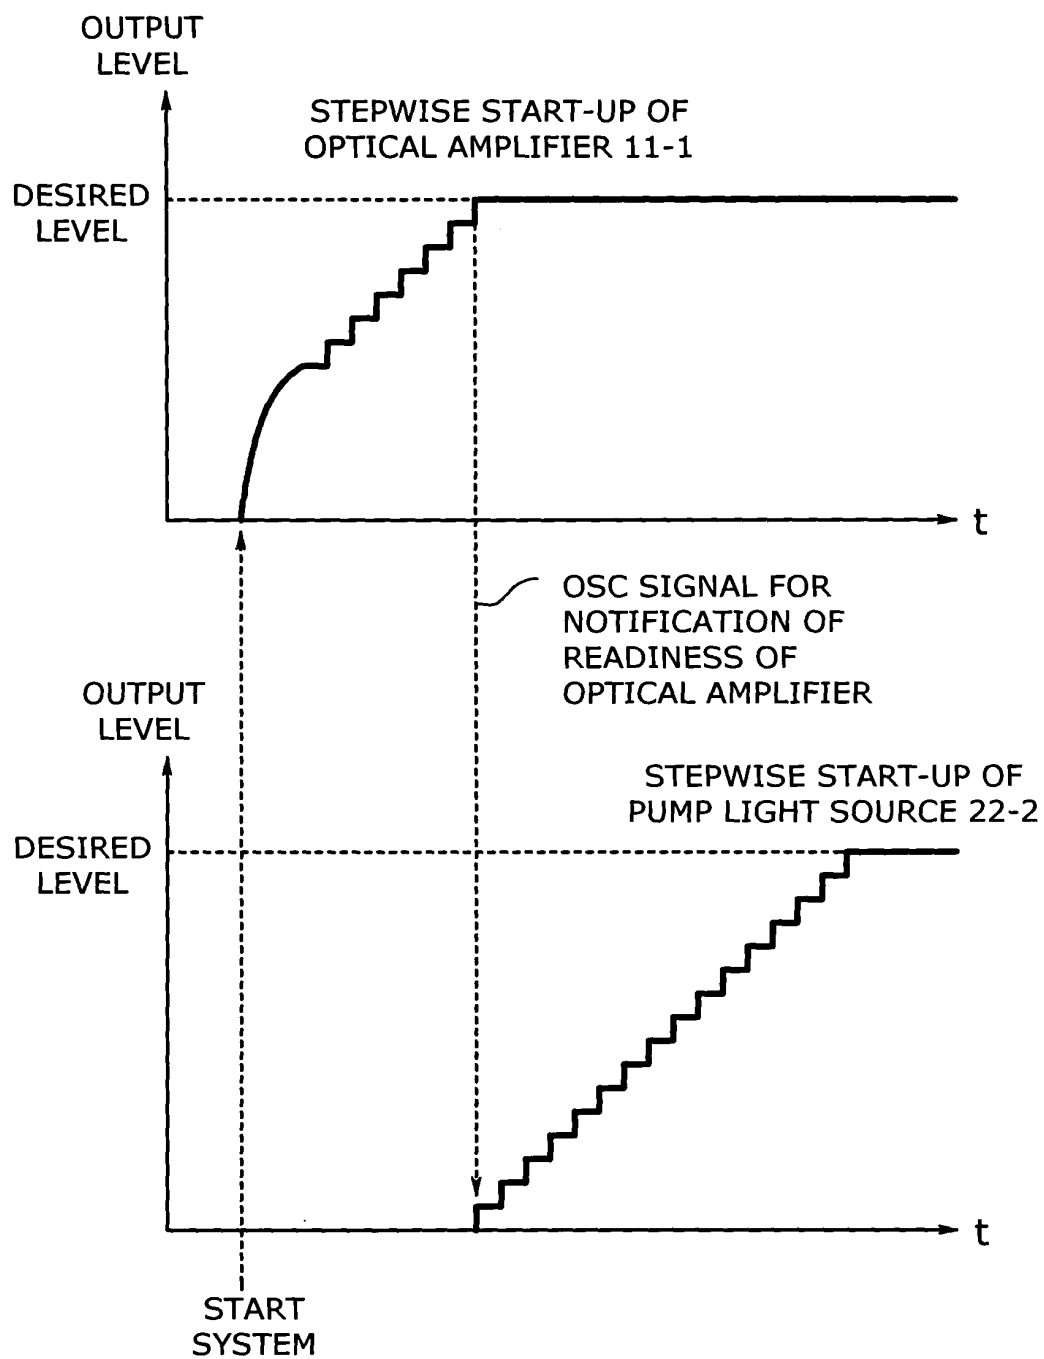 OUTPUT
LEVEL
STEPWISE START-UP OF
OPTICAL AMPLIFIER 11-1
DESIRED
LEVEL
t
OSC SIGNAL FOR
NOTIFICATION OF
READINESS OF
OPTICAL AMPLIFIER
OUTPUT
LEVEL
STEPWISE START-UP OF
PUMP LIGHT SOURCE 22-2
DESIRED
LEVEL
t
START
SYSTEM